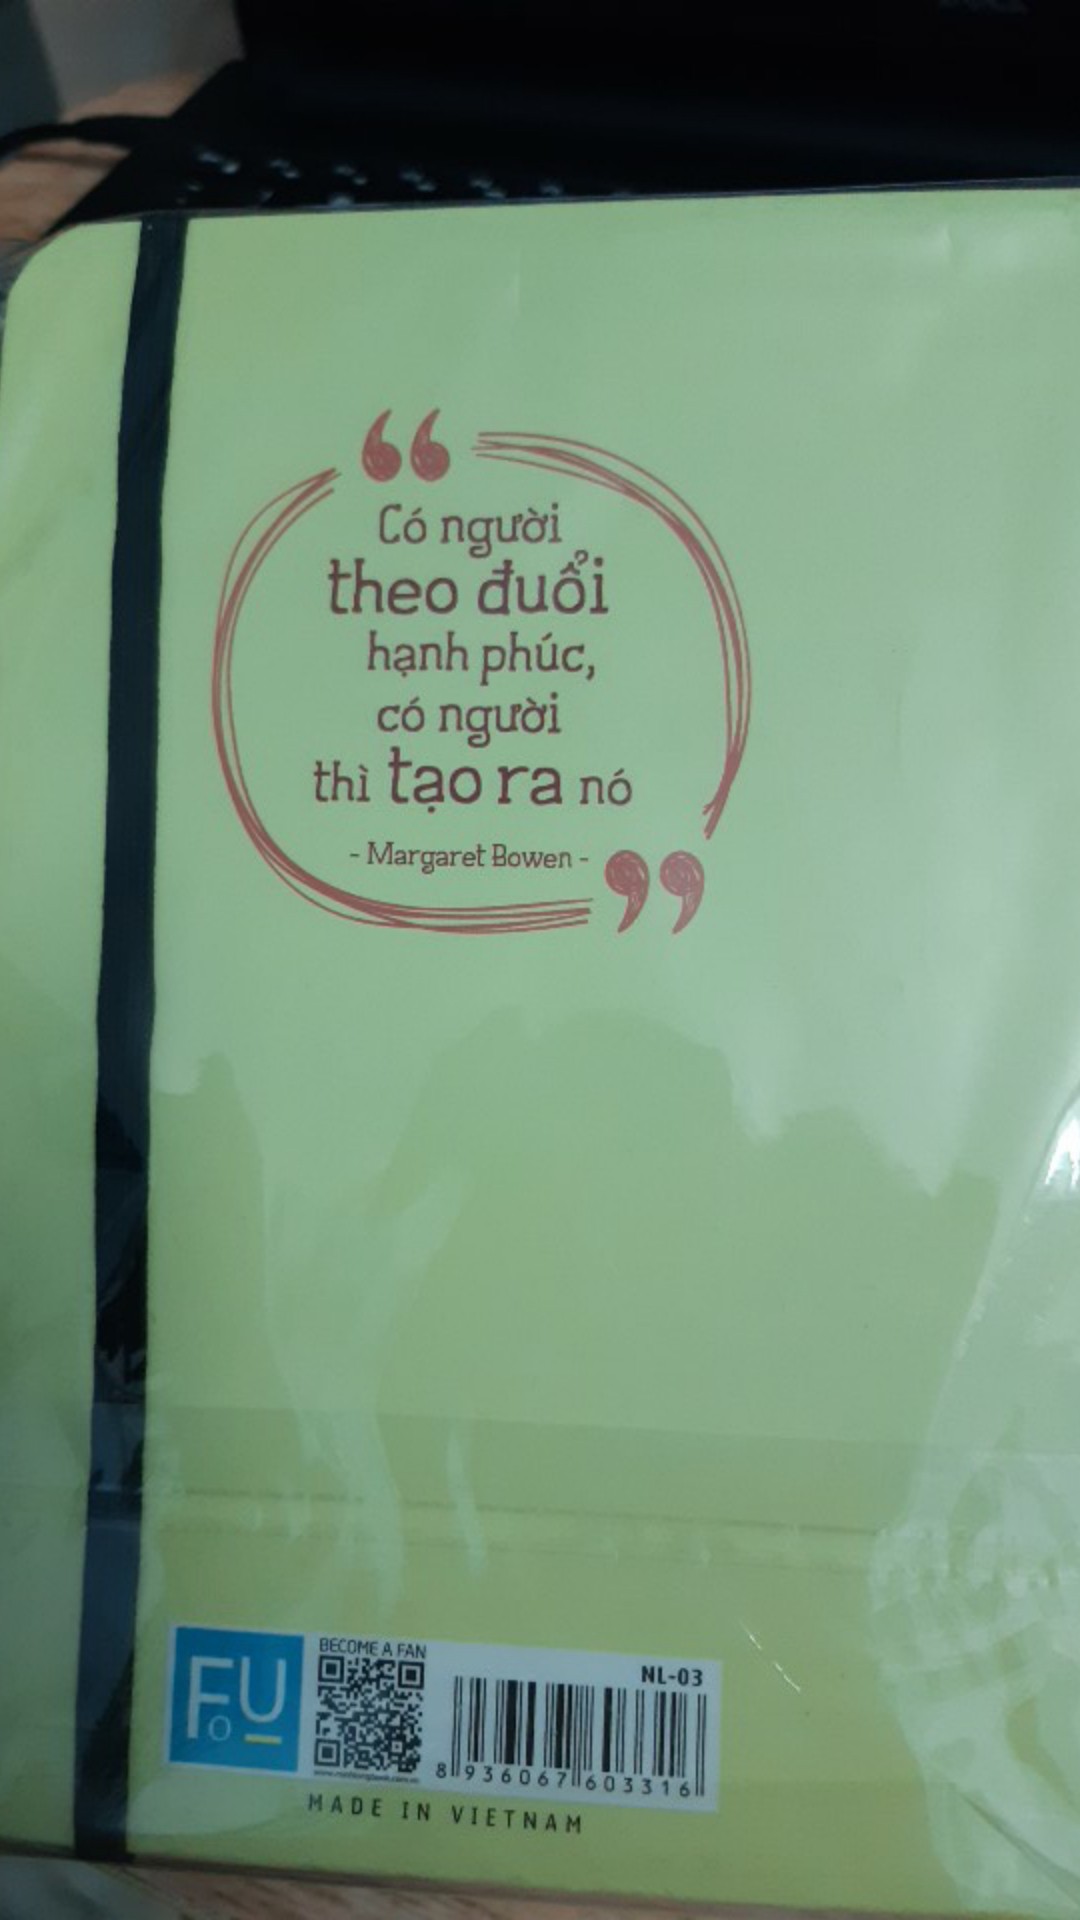 Có người
theo đuổi
hạnh phúc,
có người
thì tạo ra nó
- Margaret Bowen -
FoU
BECOME A FAN
NL-03
8 936067 603316
MADE IN VIETNAM